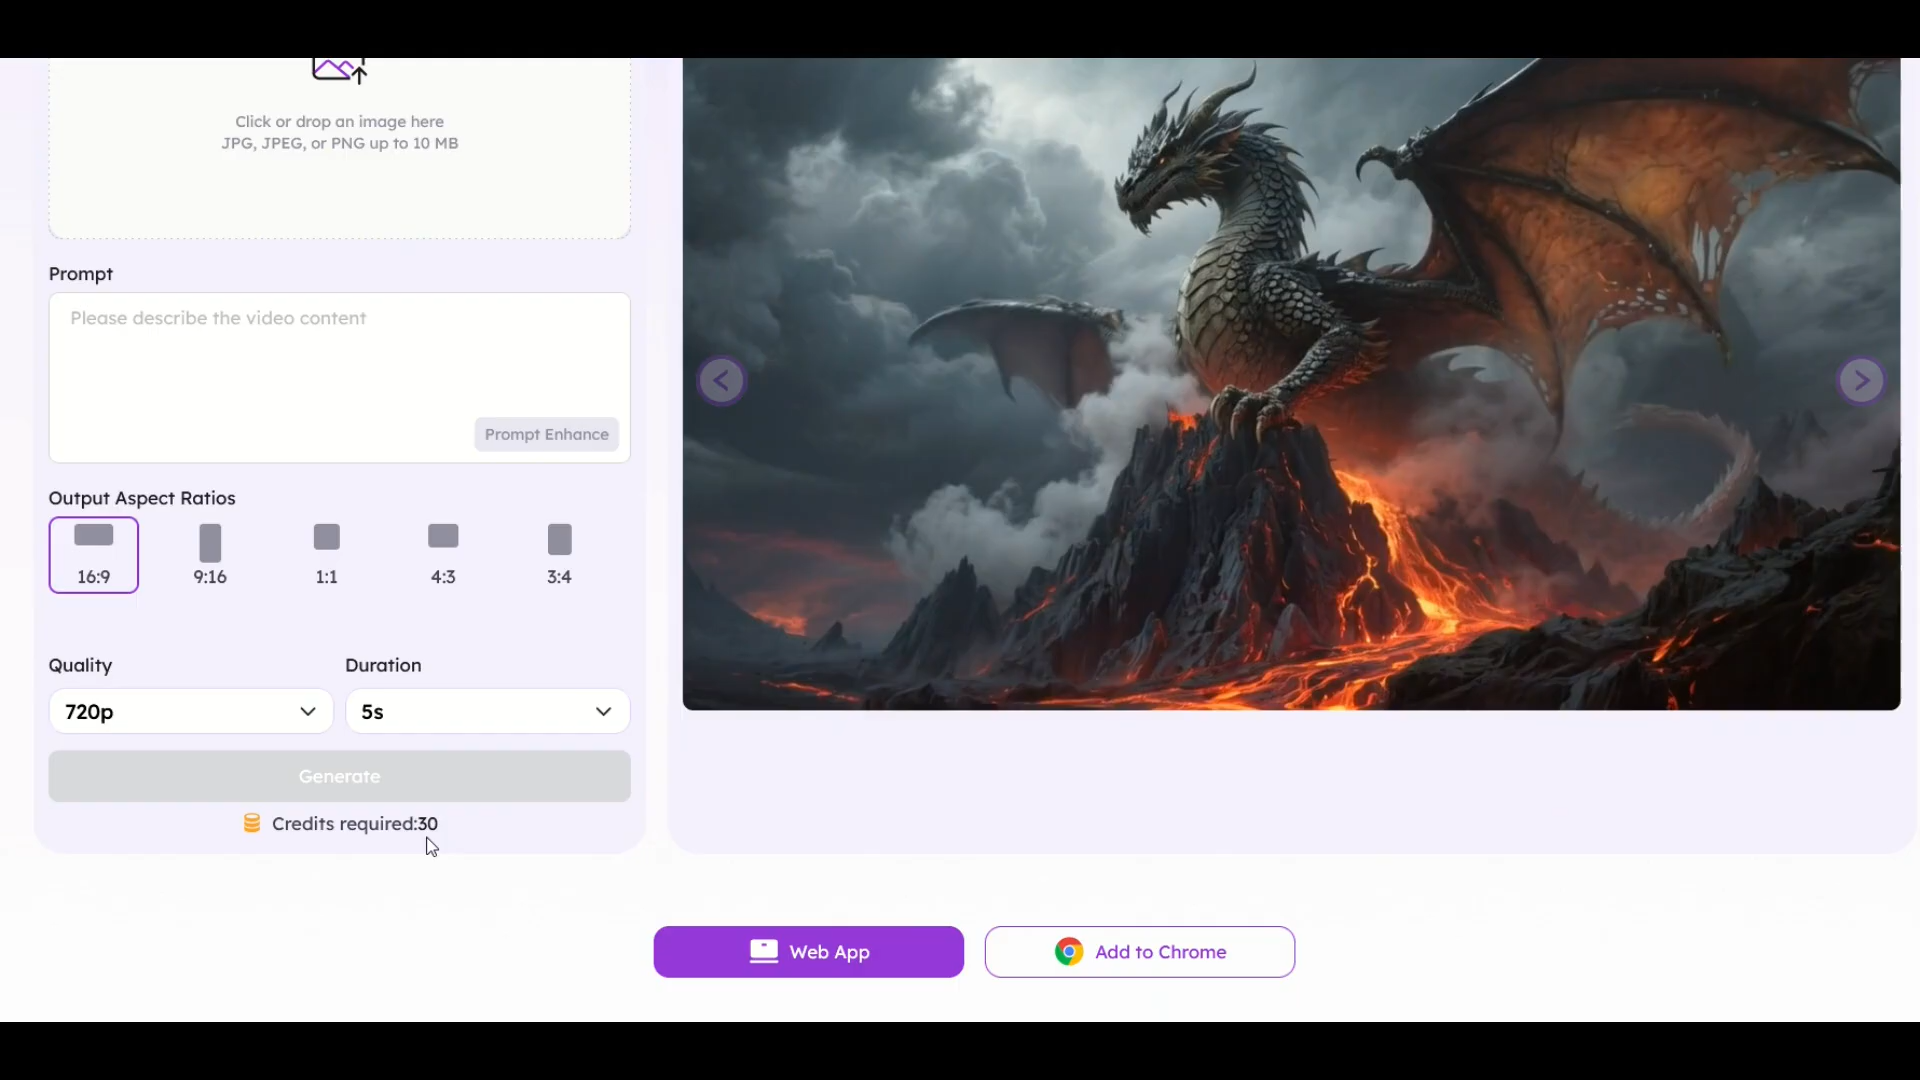 Click or drop an image here
JPG, JPEG, or PNG up to 10 MB
Prompt
Please describe the video content
Prompt Enhance
Output Aspect Ratios
16:9
9:16
1:1
4:3
3:4
Quality
Duration
720p
5s
Generate
Credits required:30
Web App
Add to Chrome